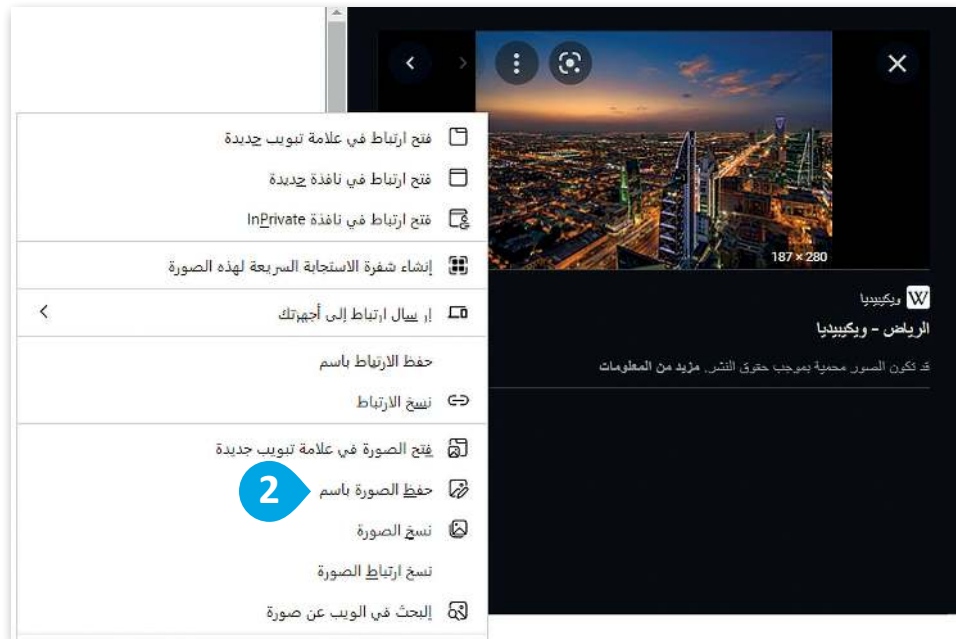 فتح ارتباط في علامة تبويب جديدة
فتح ارتباط في نافذة جديدة
فتح ارتباط في نافذة InPrivate
إنشاء شفرة الاستجابة السريعة لهذه الصورة
إرسال ارتباط إلى أجهزتك
حفظ الارتباط باسم
نسخ الارتباط
فتح الصورة في علامة تبويب جديدة
حفظ الصورة باسم
2
نسخ الصورة
نسخ ارتباط الصورة
البحث في الويب عن صورة
187 × 280
W ويكيبيديا
الرياض - ويكيبيديا
قد تكون الصور محمية بموجب حقوق النشر. مزيد من المعلومات